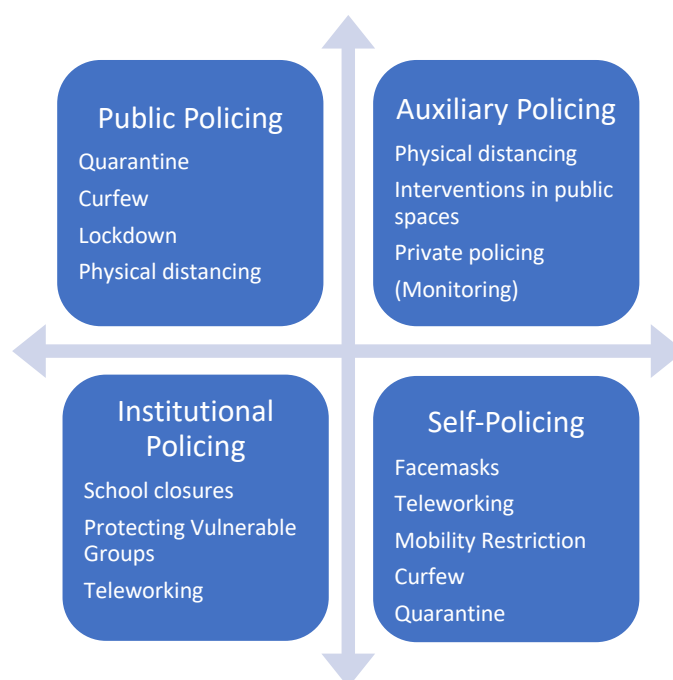 Public Policing
Quarantine
Curfew
Lockdown
Physical distancing
Auxiliary Policing
Physical distancing
Interventions in public
spaces
Private policing
(Monitoring)
Institutional
Policing
School closures
Protecting Vulnerable
Groups
Teleworking
Self-Policing
Facemasks
Teleworking
Mobility Restriction
Curfew
Quarantine